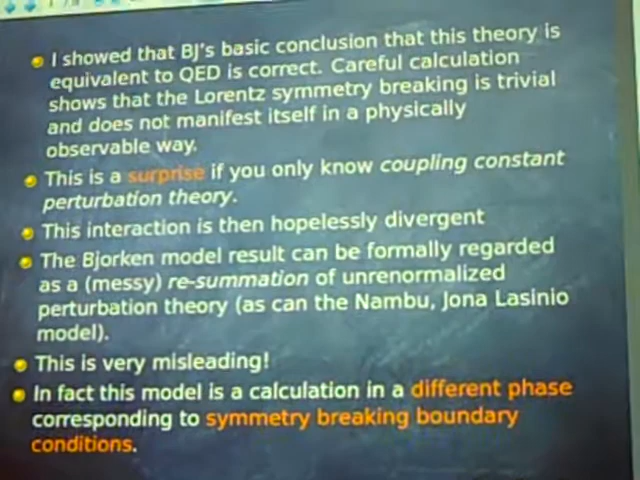 I showed that BJ's basic conclusion that this theory is
equivalent to QED is correct. Careful calculation
shows that the Lorentz symmetry breaking is trivial
and does not manifest itself in a physically
observable way.
This is a surprise if you only know coupling constant
perturbation theory.
This interaction is then hopelessly divergent
The Bjorken model result can be formally regarded
as a (messy) re-summation of unrenormalized
perturbation theory (as can the Nambu, Jona Lasinio
model).
This is very misleading!
In fact this model is a calculation in a different phase
corresponding to symmetry breaking boundary
conditions.